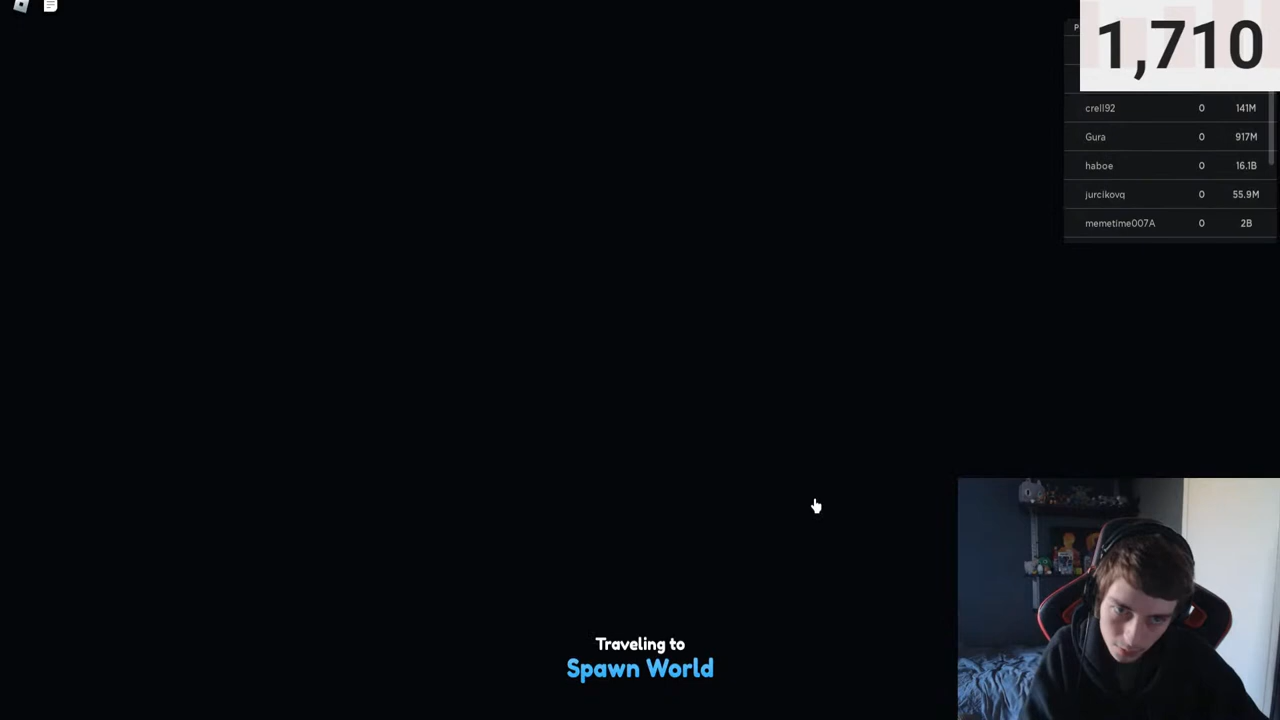 1,710
P
crell92 0 141M
Gura 0 917M
haboe 0 16.1B
jurcikovq 0 55.9M
memetime007A 0 2B
Traveling to
Spawn World